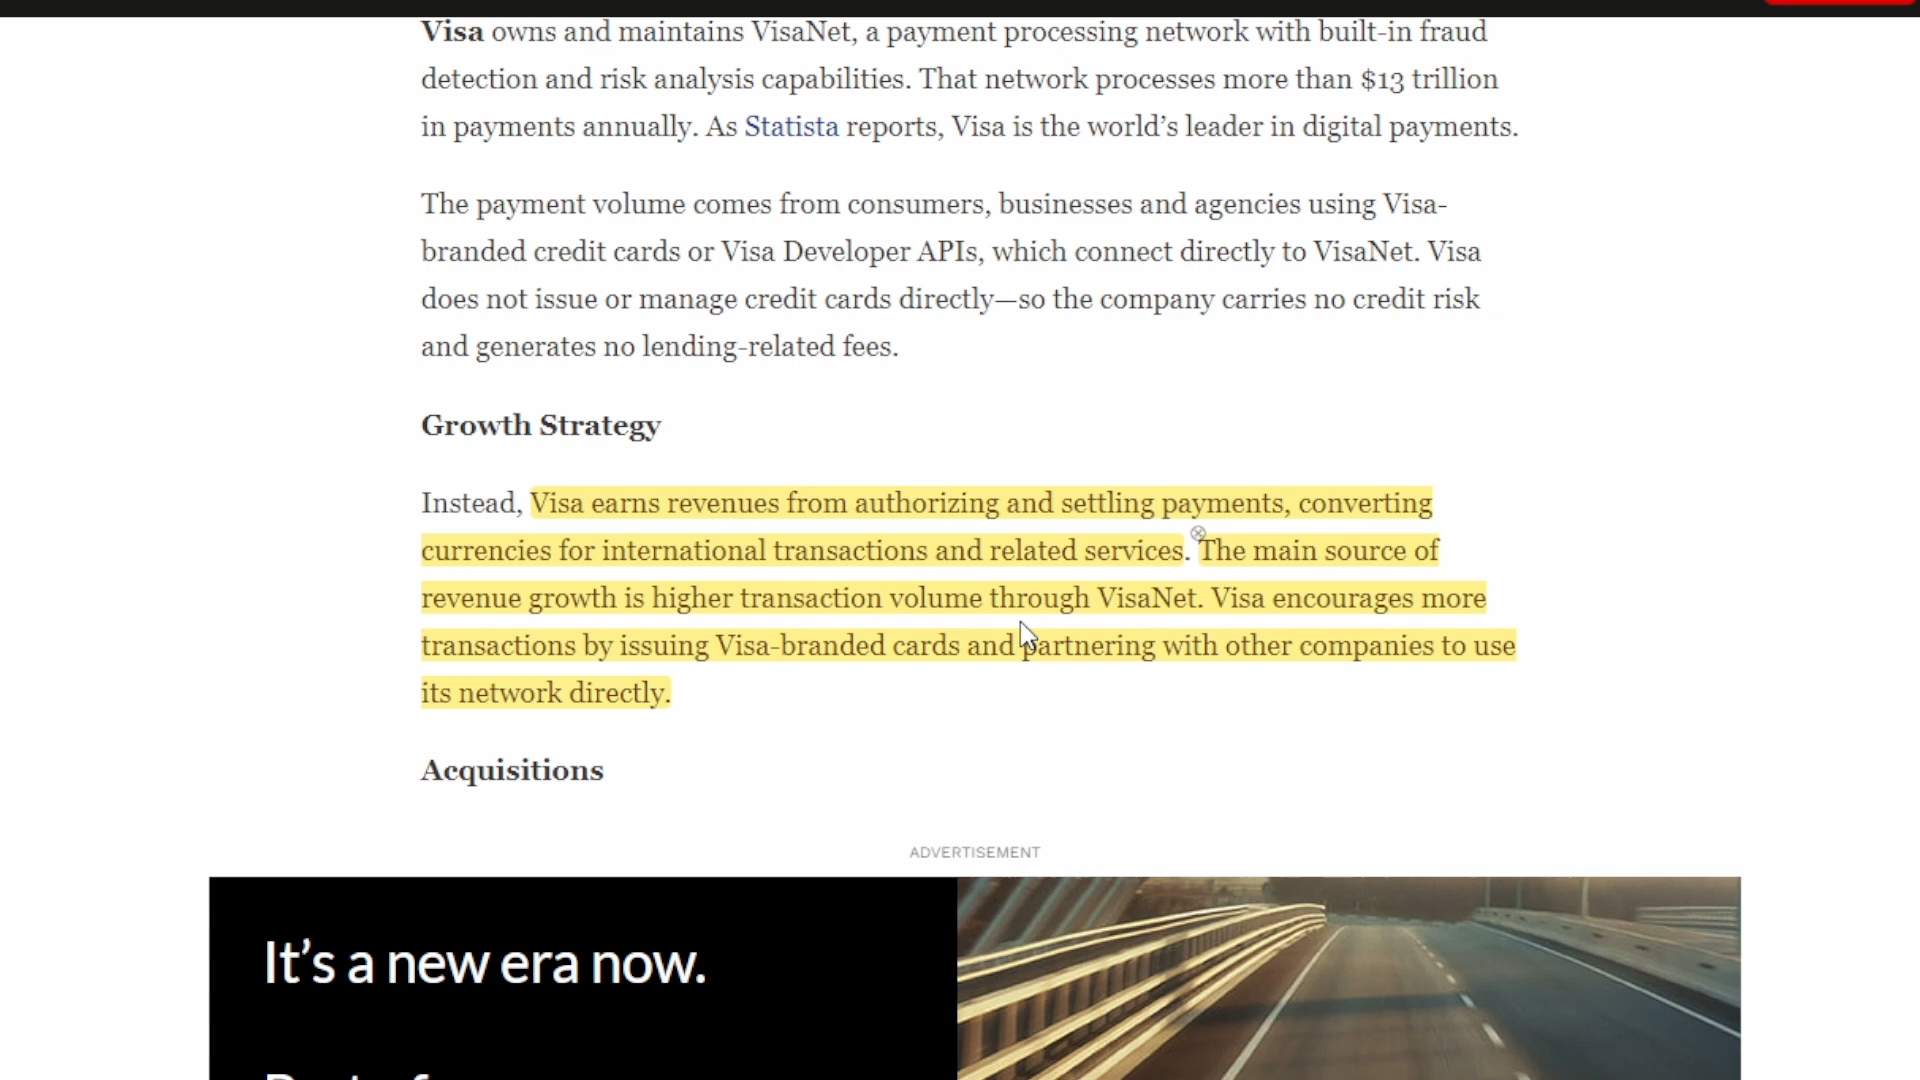 Visa owns and maintains VisaNet, a payment processing network with built-in fraud
detection and risk analysis capabilities. That network processes more than $13 trillion
in payments annually. As Statista reports, Visa is the world’s leader in digital payments.
The payment volume comes from consumers, businesses and agencies using Visa-
branded credit cards or Visa Developer APIs, which connect directly to VisaNet. Visa
does not issue or manage credit cards directly—so the company carries no credit risk
and generates no lending-related fees.
Growth Strategy
Instead, Visa earns revenues from authorizing and settling payments, converting
currencies for international transactions and related services. The main source of
revenue growth is higher transaction volume through VisaNet. Visa encourages more
transactions by issuing Visa-branded cards and partnering with other companies to use
its network directly.
Acquisitions
ADVERTISEMENT
It’s a new era now.